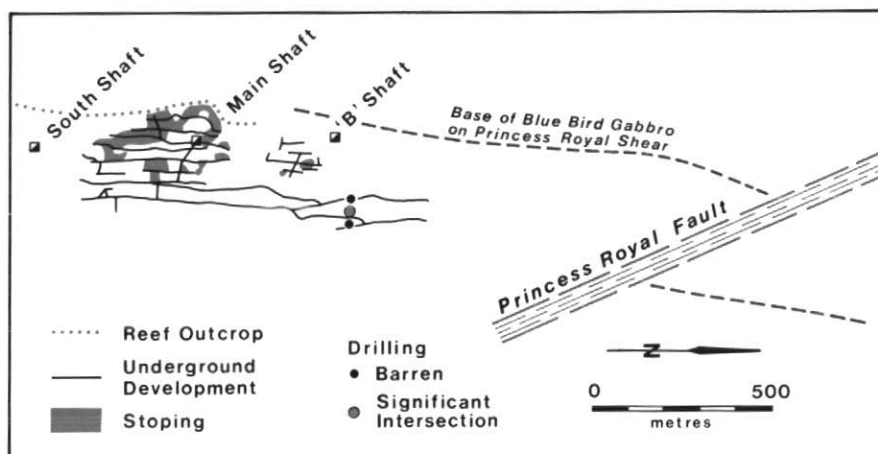 South Shaft
Main Shaft
'B' Shaft
Base of Blue Bird Gabbro
on Princess Royal Shear
Princess Royal Fault
Reef Outcrop
Underground
Development
Stoping
Drilling
Barren
Significant
Intersection
N
0 500
metres